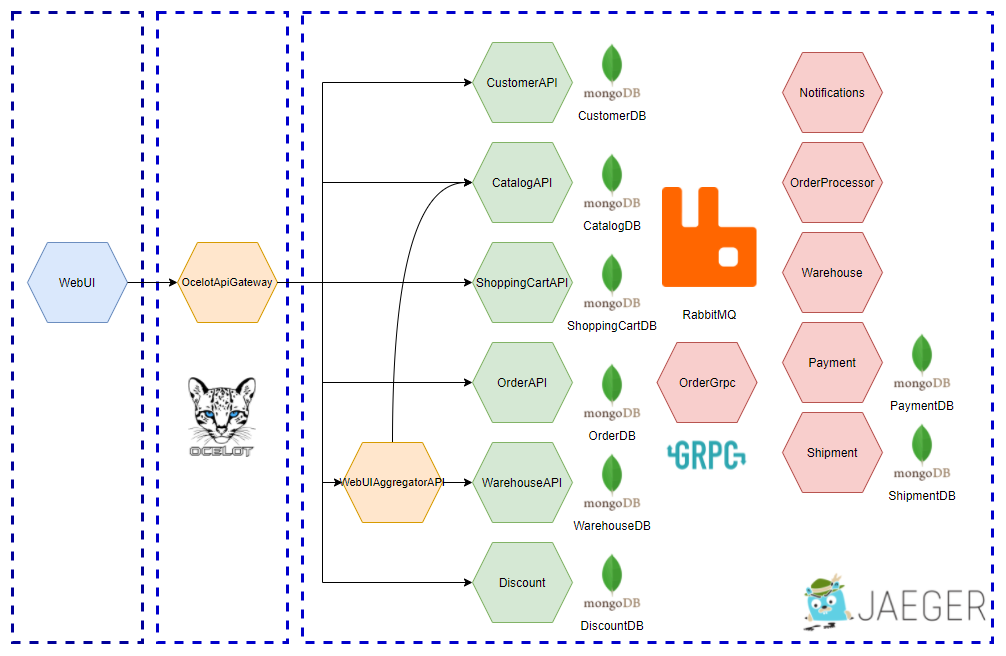 CustomerAPI
mongoDB
CustomerDB
Notifications
CatalogAPI
mongoDB
CatalogDB
OrderProcessor
WebUI
OcelotApiGateway
ShoppingCartAPI
mongoDB
ShoppingCartDB
RabbitMQ
Warehouse
OCELOT
OrderAPI
mongoDB
OrderDB
OrderGrpc
GRPC
Payment
mongoDB
PaymentDB
WebUIAggregatorAPI
WarehouseAPI
mongoDB
WarehouseDB
Shipment
mongoDB
ShipmentDB
Discount
mongoDB
DiscountDB
JAEGER